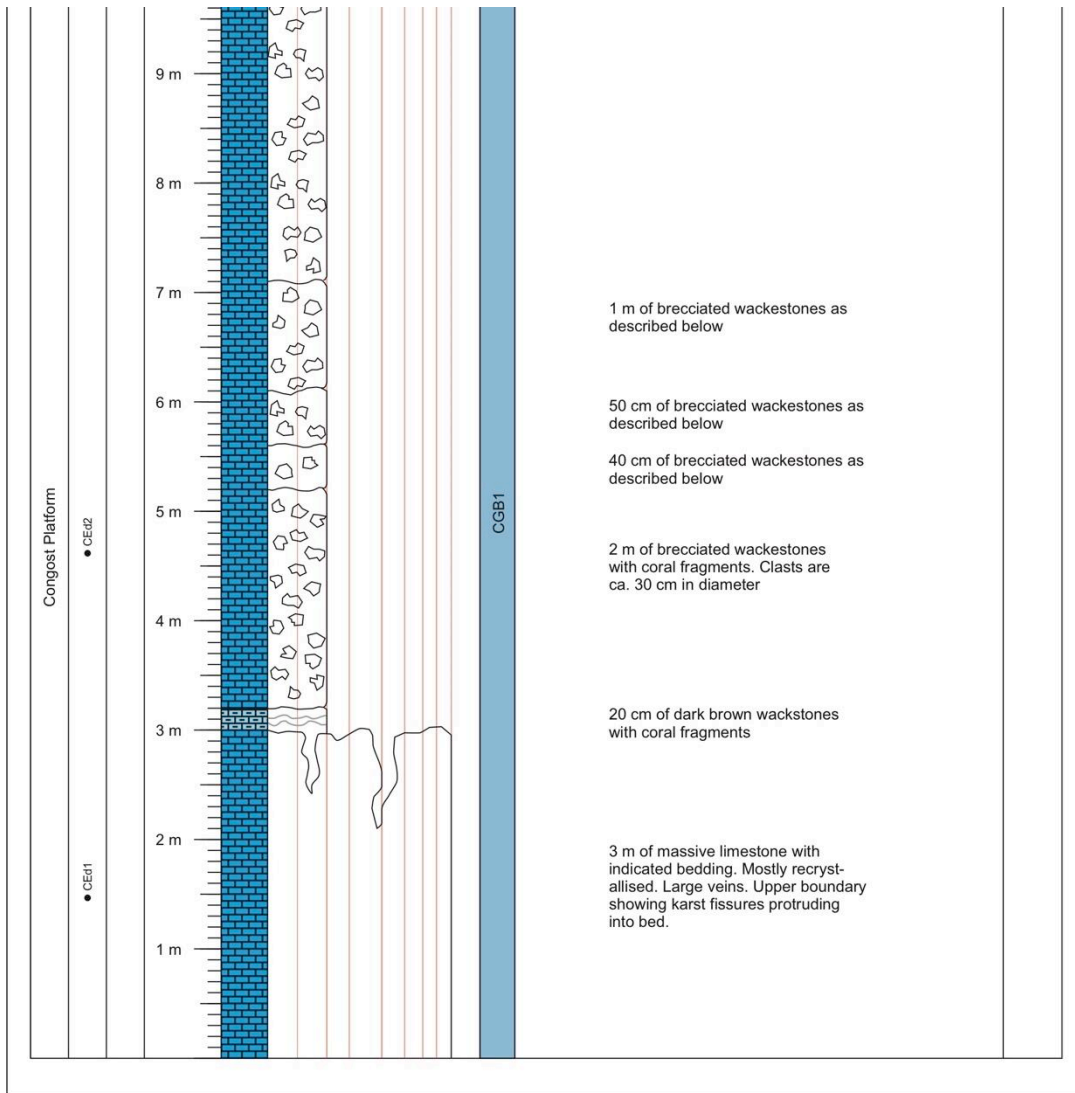 9 m
8 m
7 m
6 m
5 m
4 m
3 m
2 m
1 m
Congost Platform
CEd2
CEd1
CGB1
1 m of brecciated wackestones as
described below
50 cm of brecciated wackestones as
described below
40 cm of brecciated wackestones as
described below
2 m of brecciated wackestones
with coral fragments. Clasts are
ca. 30 cm in diameter
20 cm of dark brown wackstones
with coral fragments
3 m of massive limestone with
indicated bedding. Mostly recryst-
allised. Large veins. Upper boundary
showing karst fissures protruding
into bed.